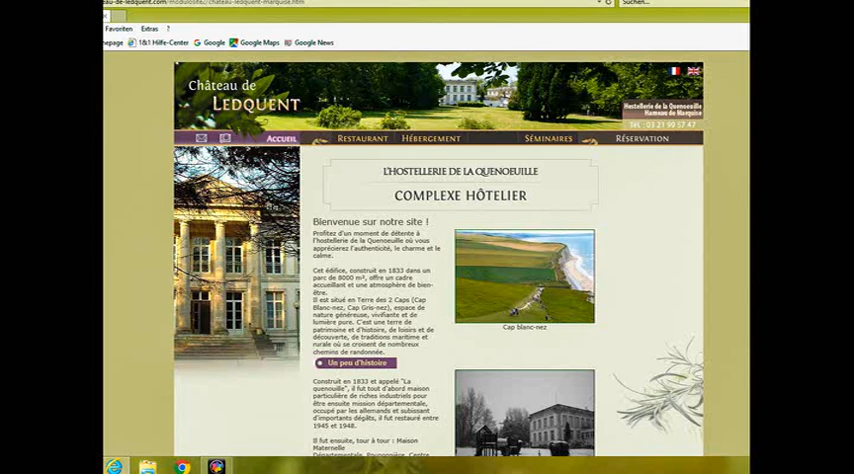 au-de-ledquent.com/modulosite2/chateau-ledquent-marquise.htm
Suchen...
Favoriten Extras ?
mepage 1&1 Hilfe-Center Google Google Maps Google News
Château de
LEDQUENT
Hostellerie de la Quenoeuille
Hameau de Marquise
Tél : 03 21 99 57 47
ACCUEIL RESTAURANT HÉBERGEMENT SÉMINAIRES RÉSERVATION
L'HOSTELLERIE DE LA QUENOEUILLE
COMPLEXE HÔTELIER
Bienvenue sur notre site !
Profitez d'un moment de détente à
l'hostellerie de la Quenoeuille où vous
apprécierez l'authenticité, le charme et le
calme.
Cet édifice, construit en 1833 dans un
parc de 8000 m², offre un cadre
accueillant et une atmosphère de bien-
être.
Il est situé en Terre des 2 Caps (Cap
Blanc-nez, Cap Gris-nez), espace de
nature généreuse, vivifiante et de
lumière pure. C'est une terre de
patrimoine et d'histoire, de loisirs et de
découverte, de traditions maritime et
rurale où se croisent de nombreux
chemins de randonnée.
Cap blanc-nez
Un peu d'histoire
Construit en 1833 et appelé "La
quenouille", il fut tout d'abord maison
particulière de riches industriels pour
être ensuite mission départementale,
occupé par les allemands et subissant
d'importants dégâts, il fut restauré entre
1945 et 1948.
Il fut ensuite, tour à tour : Maison
Maternelle
Départementale, Pouponnière, Centre